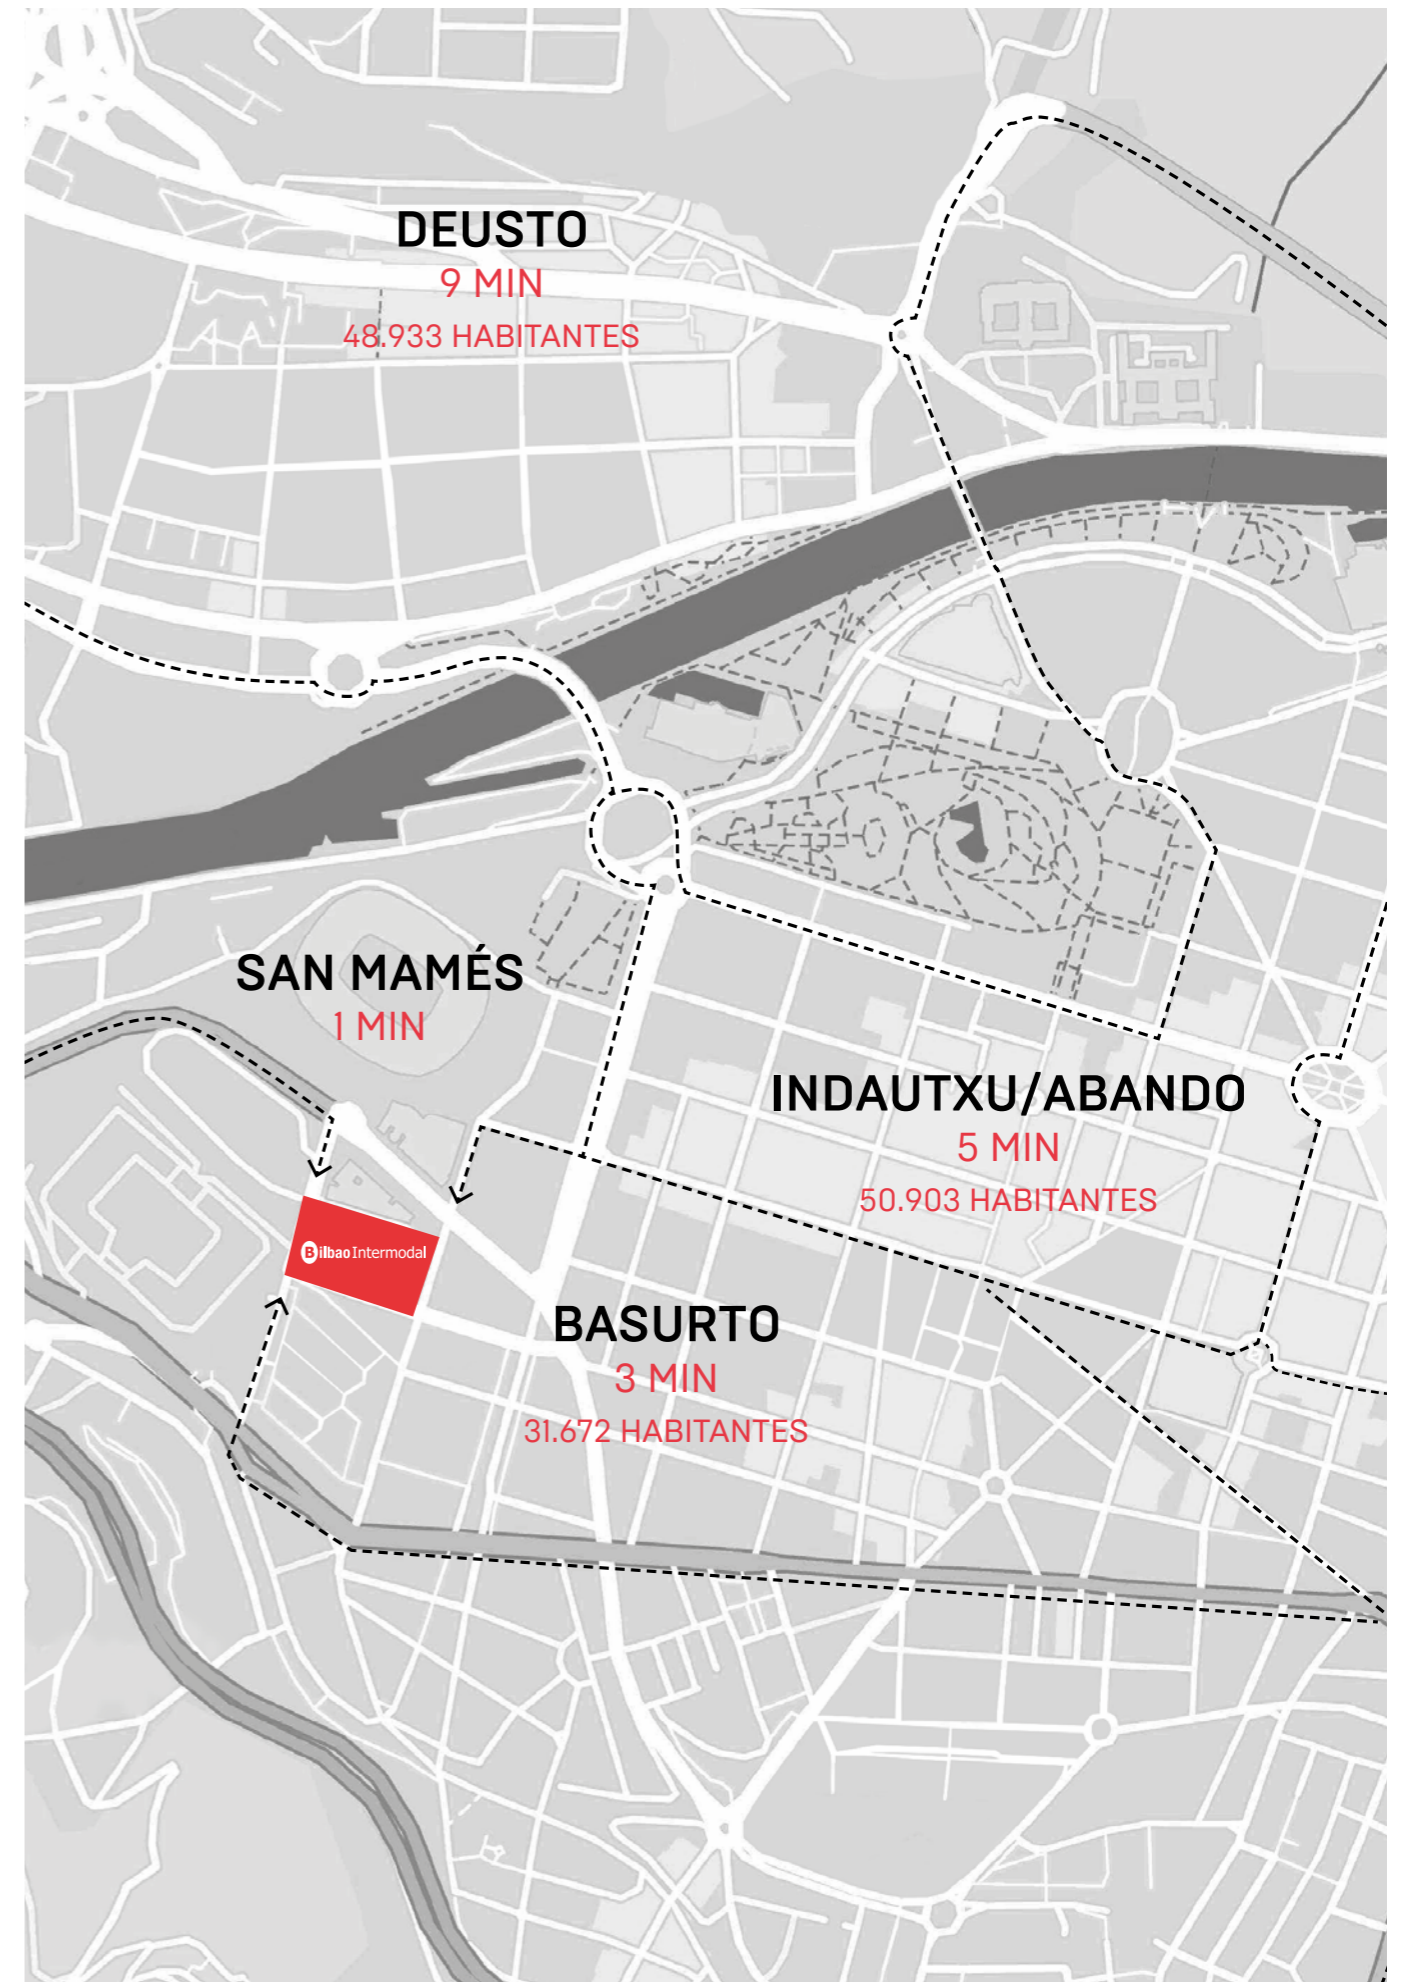 DEUSTO
9 MIN
48.933 HABITANTES
SAN MAMÉS
1 MIN
INDAUTXU/ABANDO
5 MIN
50.903 HABITANTES
Bilbao Intermodal
BASURTO
3 MIN
31.672 HABITANTES